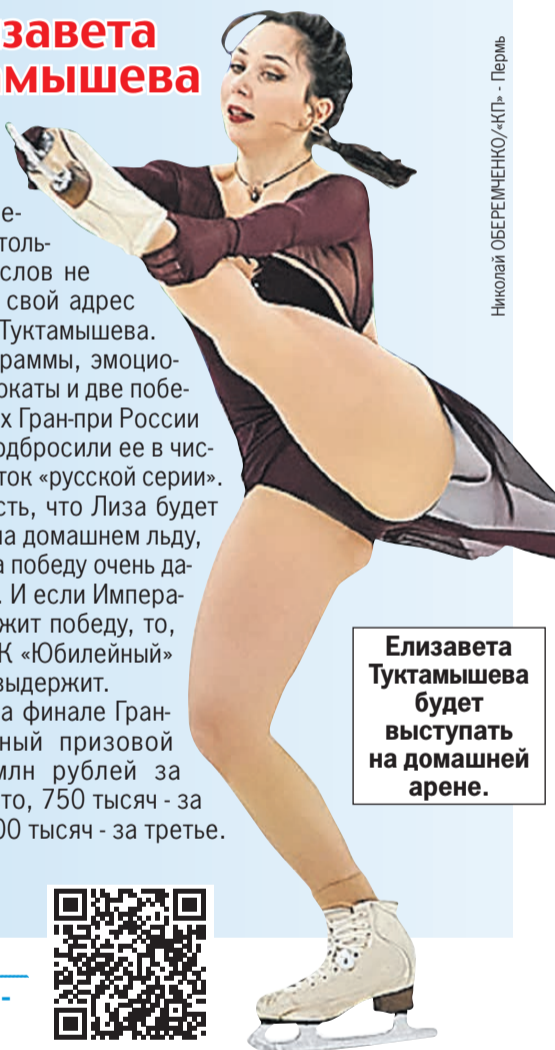 изавета
амышева
Николай ОБЕРЕМЧЕНКО/«КП» - Пермь
е-
толь-
слов не
свой адрес
Туктамышева.
раммы, эмоцио-
окаты и две побе-
х Гран-при России
одбросили ее в чис-
ток «русской серии».
сть, что Лиза будет
на домашнем льду,
а победу очень да-
. И если Импера-
жит победу, то,
К «Юбилейный»
выдержит.
а финале Гран-
ный призовой
млн рублей за
то, 750 тысяч - за
00 тысяч - за третье.
Елизавета
Туктамышева
будет
выступать
на домашней
арене.